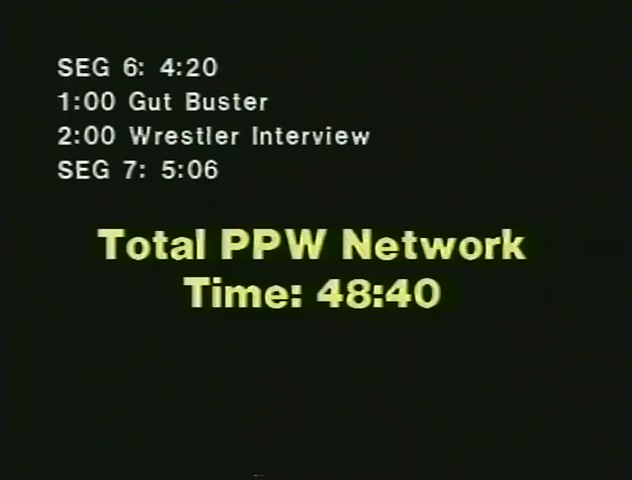 SEG 6: 4:20
1:00 Gut Buster
2:00 Wrestler Interview
SEG 7: 5:06
Total PPW Network
Time: 48:40